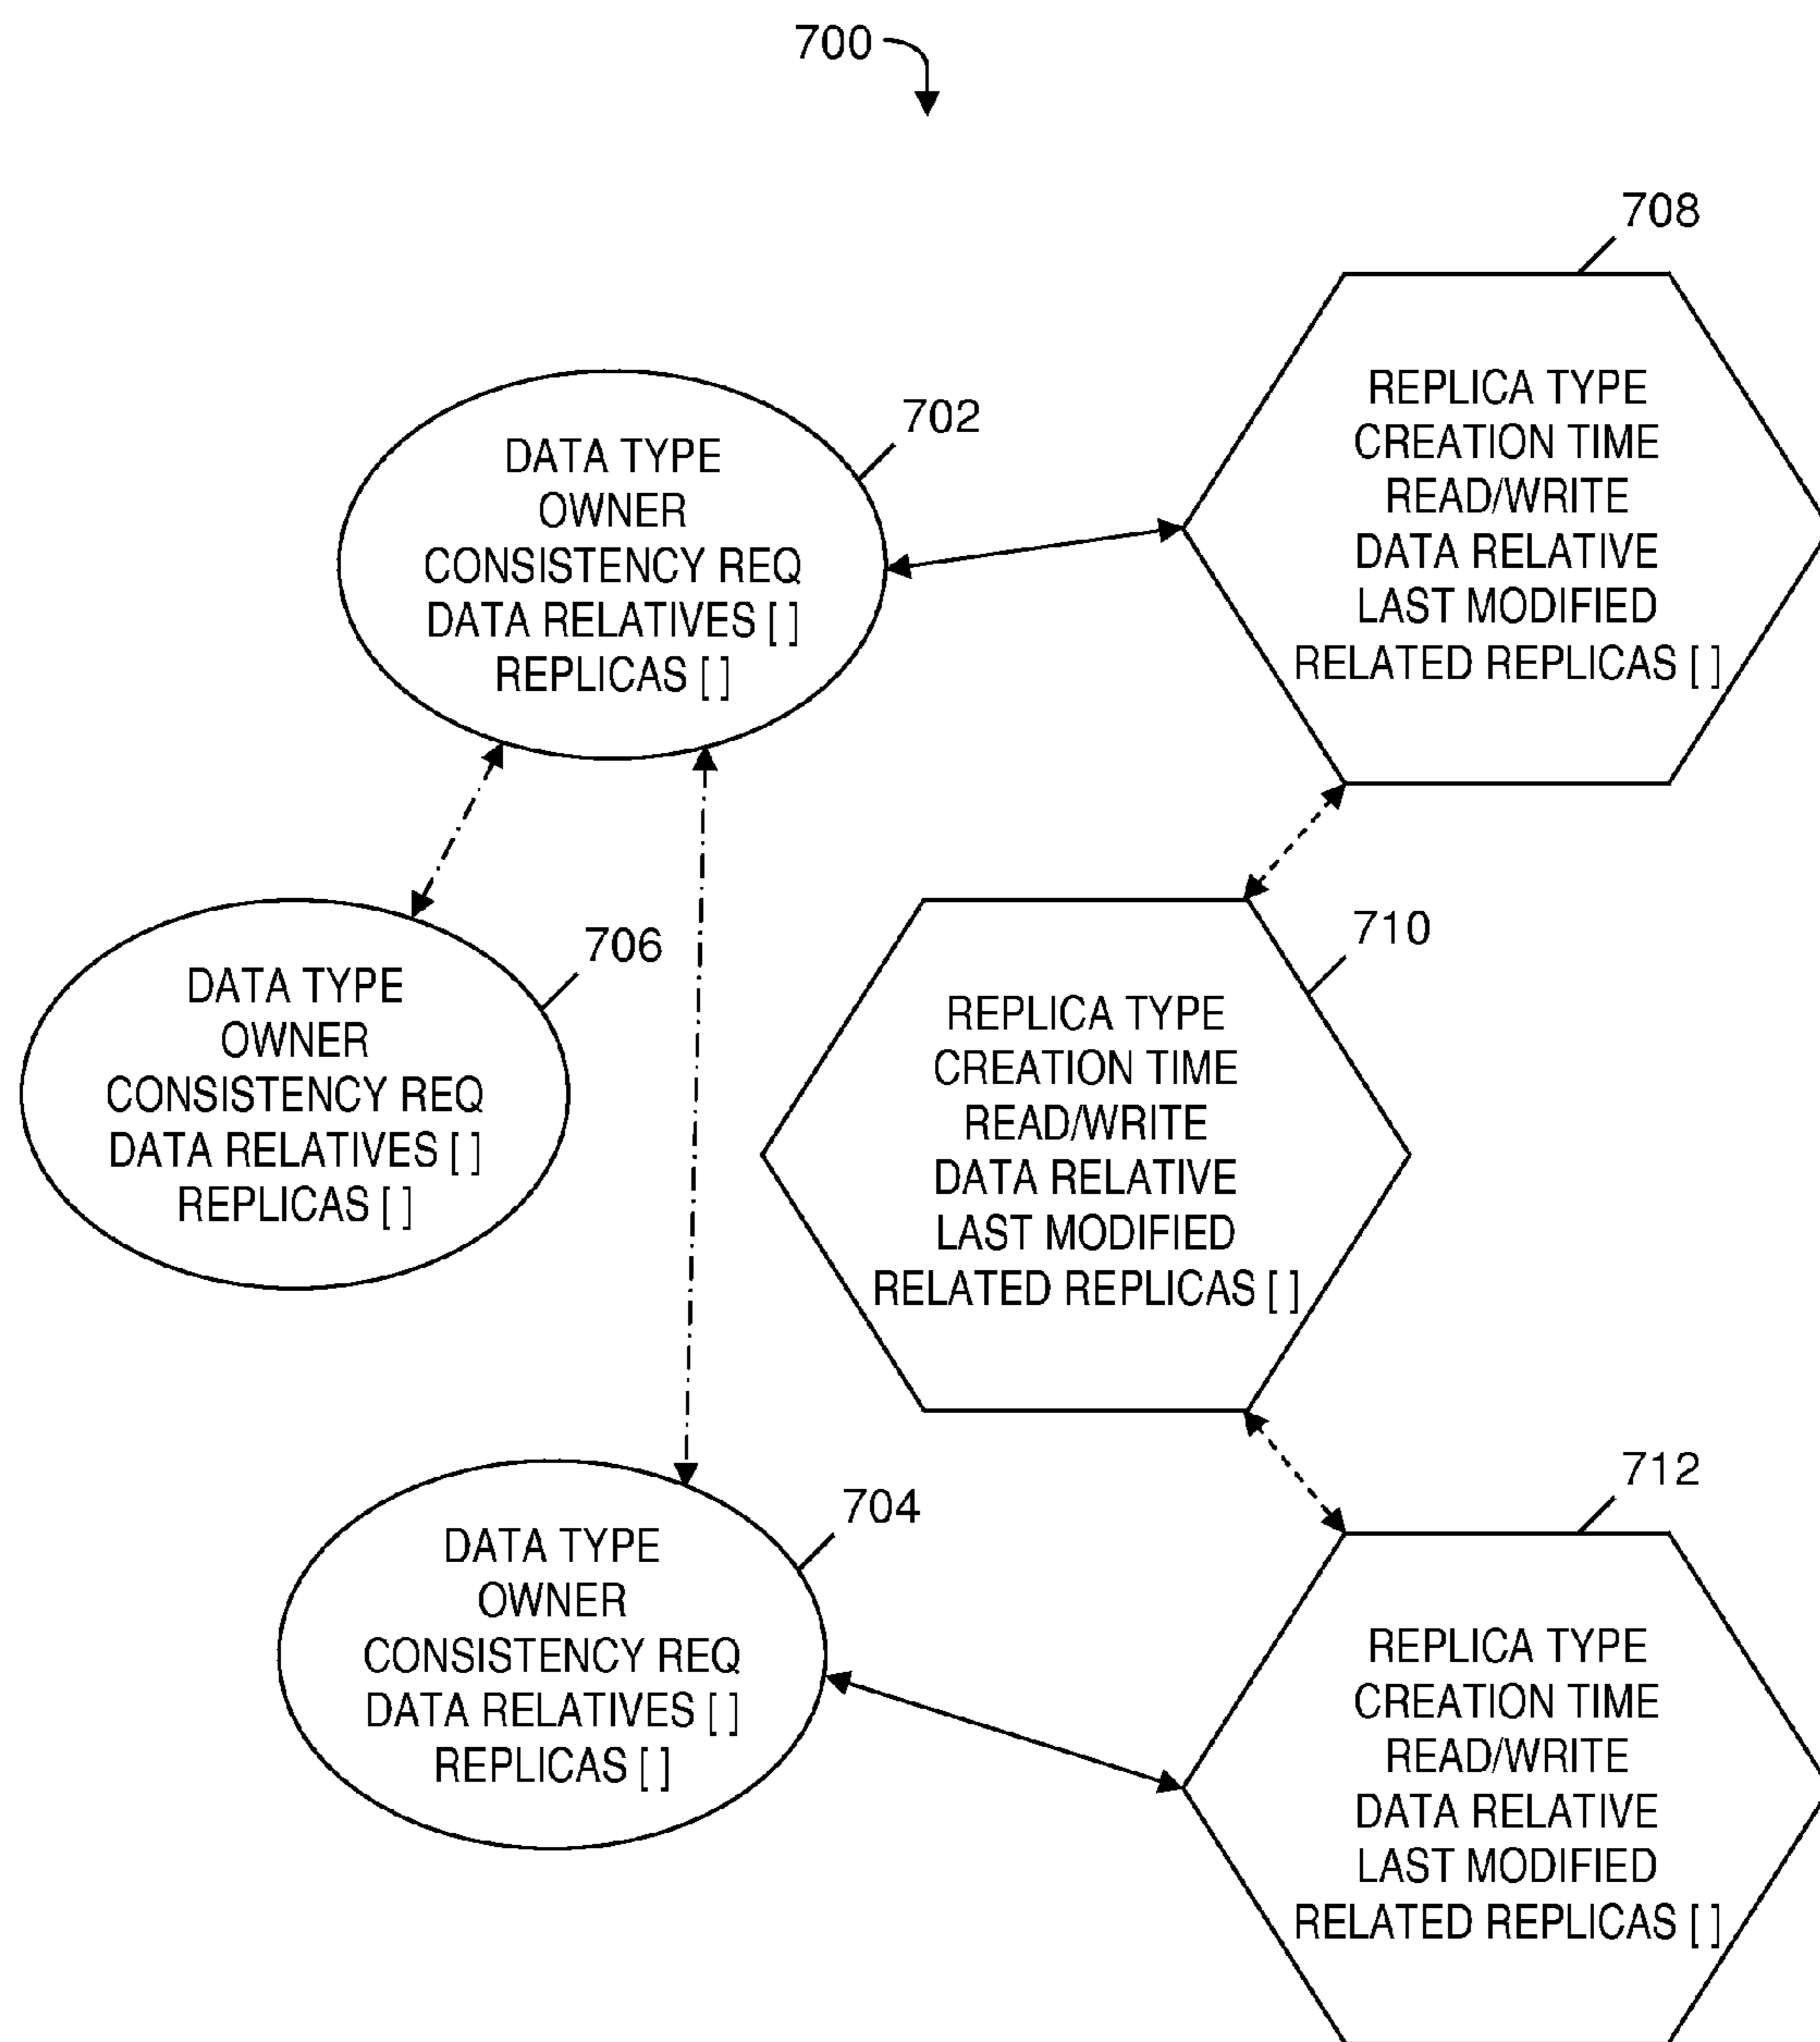 700
708
REPLICA TYPE
CREATION TIME
READ/WRITE
DATA RELATIVE
LAST MODIFIED
RELATED REPLICAS [ ]
702
DATA TYPE
OWNER
CONSISTENCY REQ
DATA RELATIVES [ ]
REPLICAS [ ]
706
DATA TYPE
OWNER
CONSISTENCY REQ
DATA RELATIVES [ ]
REPLICAS [ ]
710
REPLICA TYPE
CREATION TIME
READ/WRITE
DATA RELATIVE
LAST MODIFIED
RELATED REPLICAS [ ]
704
DATA TYPE
OWNER
CONSISTENCY REQ
DATA RELATIVES [ ]
REPLICAS [ ]
712
REPLICA TYPE
CREATION TIME
READ/WRITE
DATA RELATIVE
LAST MODIFIED
RELATED REPLICAS [ ]